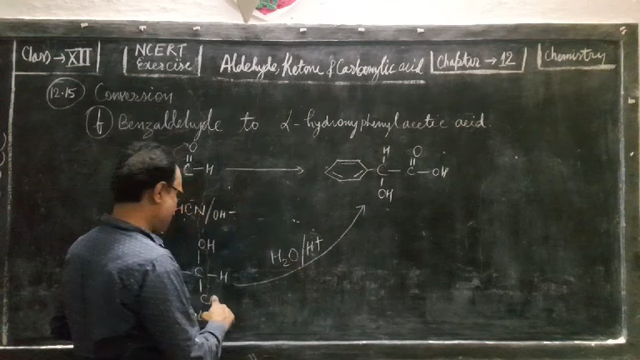 Class → XII NCERT Exercise Aldehyde, Ketone & Carboxylic acid Chapter → 12 Chemistry
12.15 Conversion
f Benzaldehyde to α-hydroxyphenylacetic acid.
O
C - H
H O
C - C - OH
OH
HCN/OH-
OH
C - H
C
H2O/H+